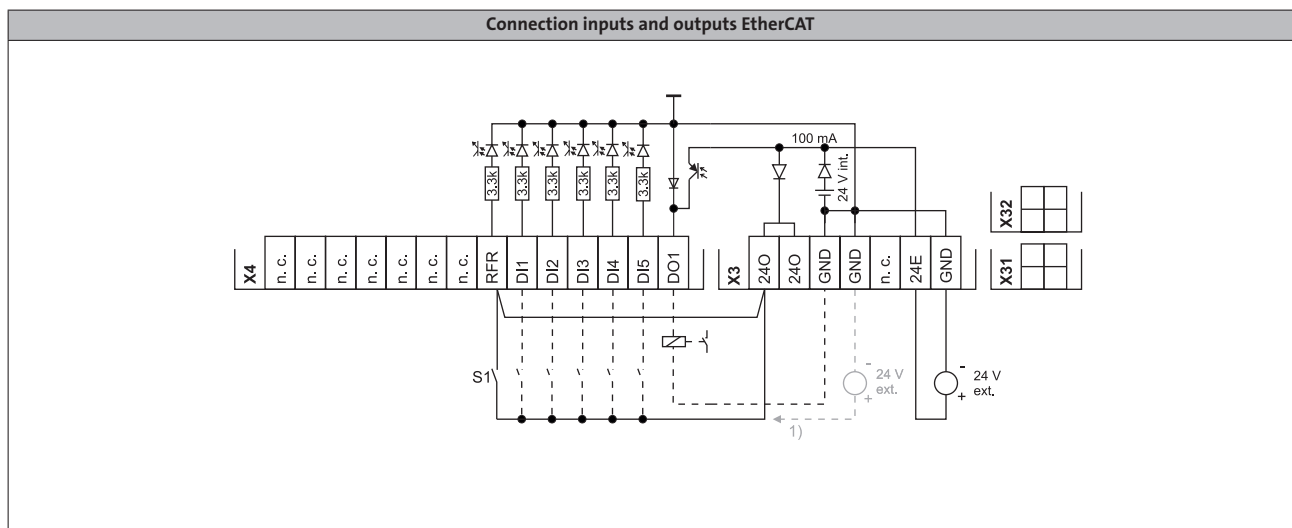 Connection inputs and outputs EtherCAT
100 mA
3.3k
3.3k
3.3k
3.3k
3.3k
3.3k
24 V int.
X4
n. c.
n. c.
n. c.
n. c.
n. c.
n. c.
n. c.
RFR
DI1
DI2
DI3
DI4
DI5
DO1
X3
24O
24O
GND
GND
n. c.
24E
GND
X32
X31
S1
-
24 V
ext.
+
-
24 V
ext.
+
1)